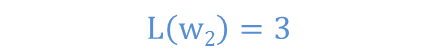 L(w₂) = 3